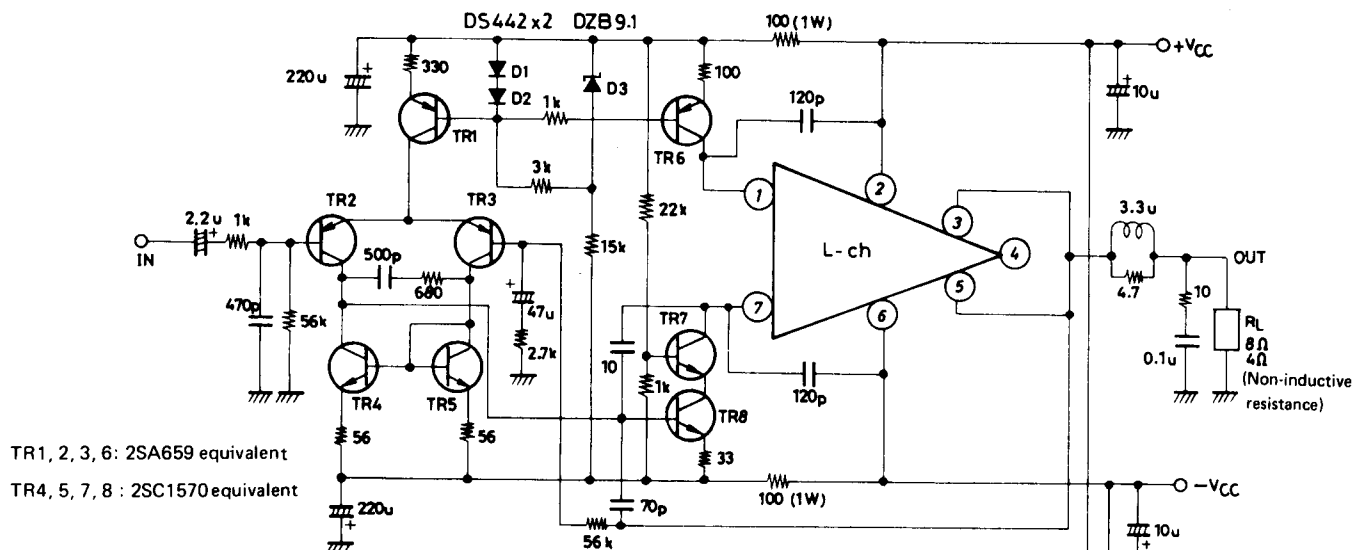 DS442x2 DZB9.1
100 (1W)
+VCC
220u
+
330
D1
D2
D3
100
120p
10u
+
TR1
1k
TR6
3k
1
2
3
4
5
6
7
L-ch
TR2
TR3
2.2u
+
1k
IN
22k
15k
3.3u
OUT
4.7
500p
680
470p
56k
+
47u
2.7k
TR7
10
1k
120p
10
0.1u
RL
8Ω
4Ω
(Non-inductive
resistance)
TR4
TR5
TR8
56
56
33
TR1, 2, 3, 6: 2SA659 equivalent
TR4, 5, 7, 8 : 2SC1570 equivalent
100 (1W)
-VCC
220u
+
70p
56k
10u
+